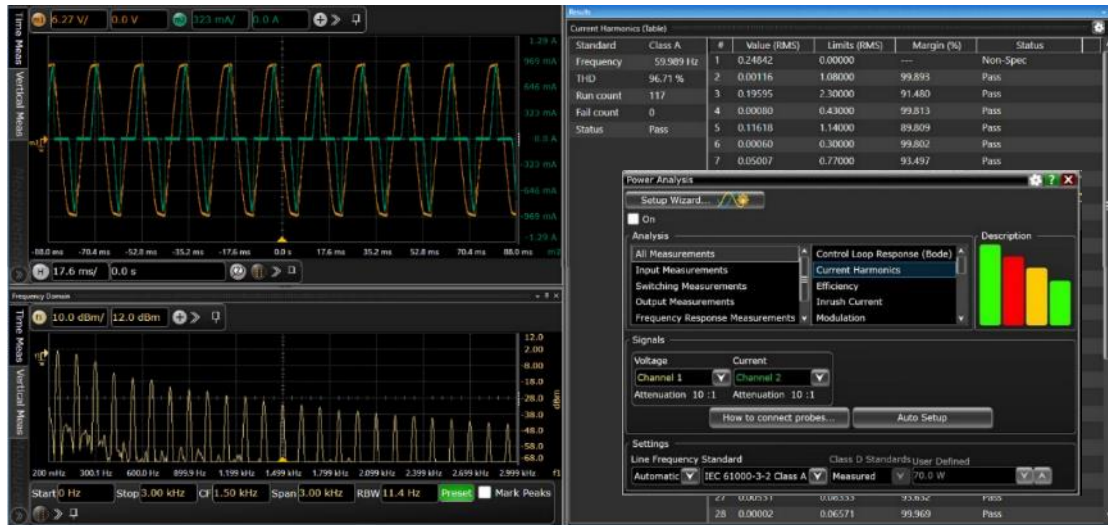 Time Meas
Vertical Meas
m1 6.27 V/ 0.0 V m2 323 mA/ 0.0 A
1.29 A
969 mA
646 mA
323 mA
0.0 A
-323 mA
-646 mA
-969 mA
-1.29 A
-88.0 ms -70.4 ms -52.8 ms -35.2 ms -17.6 ms 0.0 s 17.6 ms 35.2 ms 52.8 ms 70.4 ms 88.0 ms m2
H 17.6 ms/ 0.0 s
Frequency Domain
Time Meas
Vertical Meas
f1 10.0 dBm/ 12.0 dBm
12.0
2.00
-8.00
-18.0
-28.0
-38.0
-48.0
-58.0
-68.0
dBm
200 mHz 300.1 Hz 600.0 Hz 899.9 Hz 1.199 kHz 1.499 kHz 1.799 kHz 2.099 kHz 2.399 kHz 2.699 kHz 2.999 kHz f1
Start 0 Hz Stop 3.00 kHz CF 1.50 kHz Span 3.00 kHz RBW 11.4 Hz Preset Mark Peaks
Results
Current Harmonics (Table)
Standard Class A
Frequency 59.989 Hz
THD 96.71 %
Run count 117
Fail count 0
Status Pass
# Value (RMS) Limits (RMS) Margin (%) Status
1 0.24842 0.00000 --- Non-Spec
2 0.00116 1.08000 99.893 Pass
3 0.19595 2.30000 91.480 Pass
4 0.00080 0.43000 99.813 Pass
5 0.11618 1.14000 89.809 Pass
6 0.00060 0.30000 99.802 Pass
7 0.05007 0.77000 93.497 Pass
Power Analysis
Setup Wizard...
On
Analysis
All Measurements
Input Measurements
Switching Measurements
Output Measurements
Frequency Response Measurements
Control Loop Response (Bode)
Current Harmonics
Efficiency
Inrush Current
Modulation
Description
Signals
Voltage Current
Channel 1 Channel 2
Attenuation 10 :1 Attenuation 10 :1
How to connect probes... Auto Setup
Settings
Line Frequency Standard Class D Standards User Defined
Automatic IEC 61000-3-2 Class A Measured 70.0 W
27 0.00531 0.08333 93.632 Pass
28 0.00002 0.06571 99.969 Pass